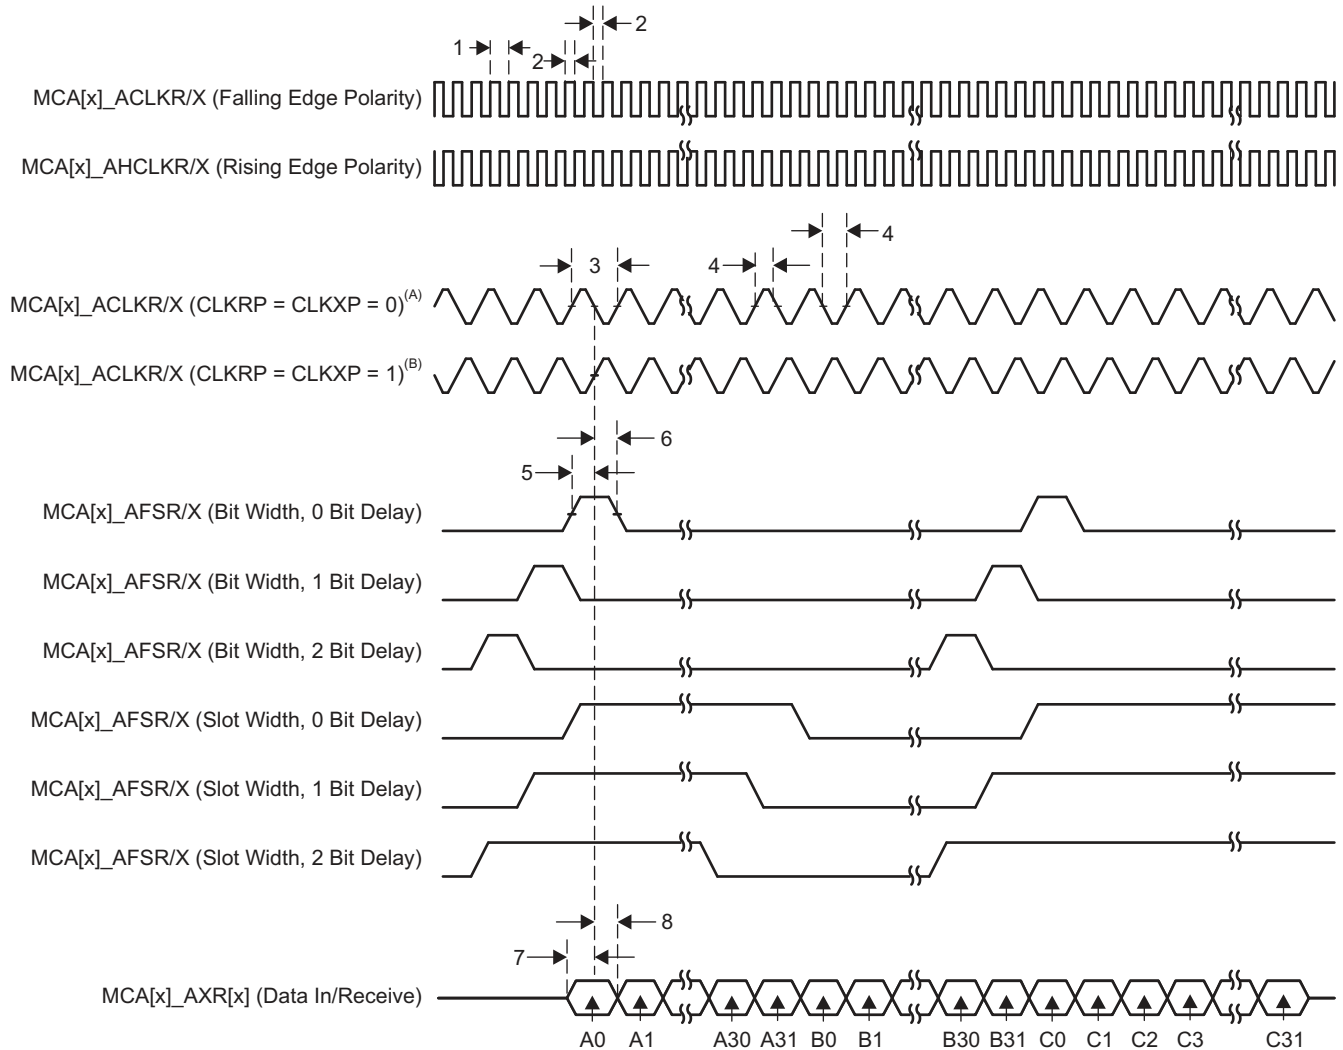 2
1
2
MCA[x]_ACLKR/X (Falling Edge Polarity)
MCA[x]_AHCLKR/X (Rising Edge Polarity)
4
3
4
MCA[x]_ACLKR/X (CLKRP = CLKXP = 0)(A)
MCA[x]_ACLKR/X (CLKRP = CLKXP = 1)(B)
6
5
MCA[x]_AFSR/X (Bit Width, 0 Bit Delay)
MCA[x]_AFSR/X (Bit Width, 1 Bit Delay)
MCA[x]_AFSR/X (Bit Width, 2 Bit Delay)
MCA[x]_AFSR/X (Slot Width, 0 Bit Delay)
MCA[x]_AFSR/X (Slot Width, 1 Bit Delay)
MCA[x]_AFSR/X (Slot Width, 2 Bit Delay)
8
7
MCA[x]_AXR[x] (Data In/Receive)
A0 A1 A30 A31 B0 B1 B30 B31 C0 C1 C2 C3 C31